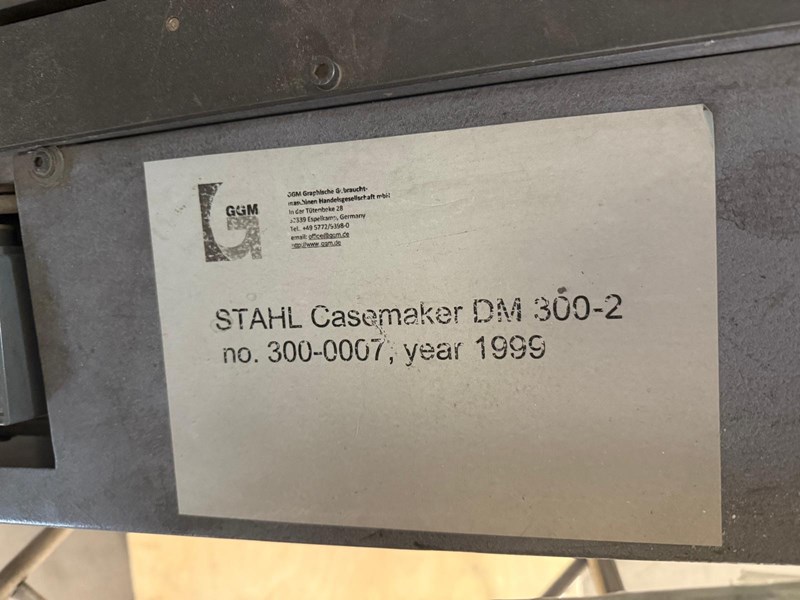 GGM
GGM Graphische Gebraucht-
maschinen Handelsgesellschaft mbH
In der Tütenbeke 28
32339 Espelkamp, Germany
Tel. +49 5772/9398-0
email: office@ggm.de
http://www.ggm.de
STAHL Casemaker DM 300-2
no. 300-0007, year 1999